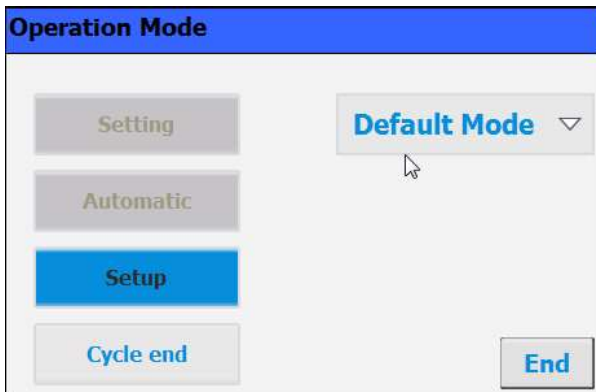 Operation Mode
Setting
Default Mode
Automatic
Setup
Cycle end
End